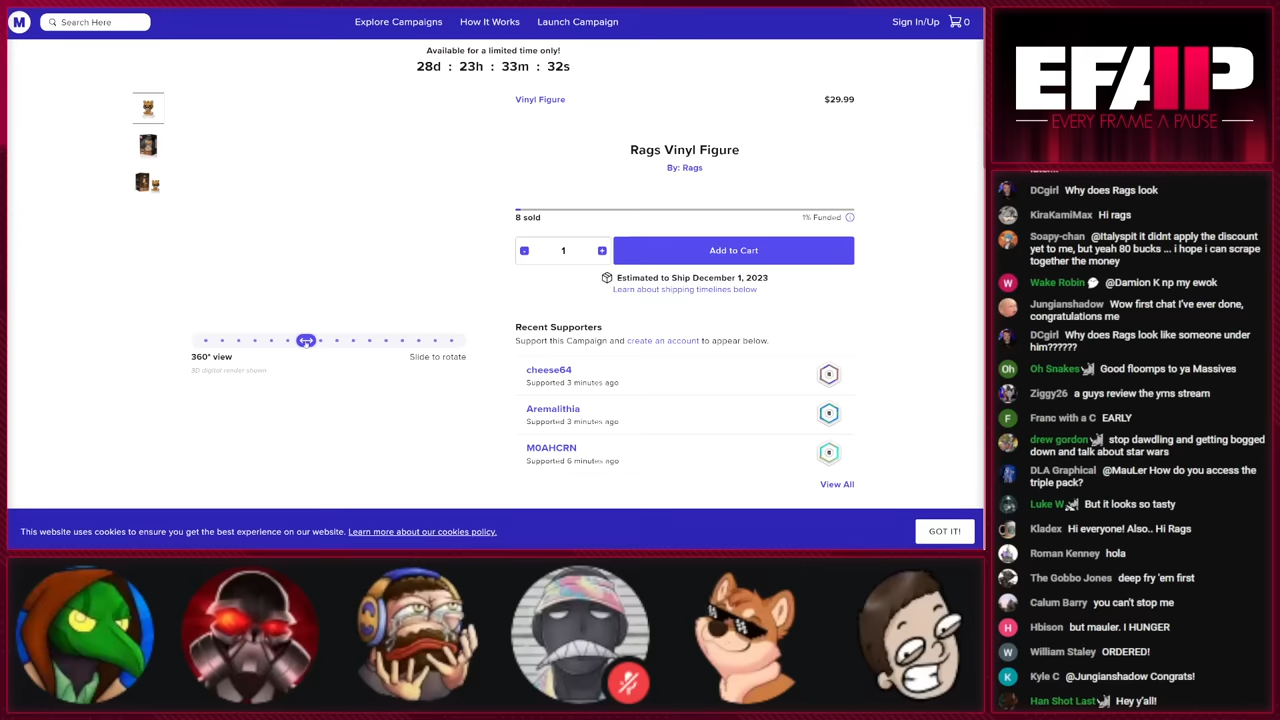 M
Search Here
Explore Campaigns
How It Works
Launch Campaign
Sign In/Up
0
Available for a limited time only!
28d : 23h : 33m : 32s
Vinyl Figure
$29.99
Rags Vinyl Figure
By: Rags
8 sold
1% Funded
- 1 +
Add to Cart
Estimated to Ship December 1, 2023
Learn about shipping timelines below
360° view
Slide to rotate
3D digital render shown
Recent Supporters
Support this Campaign and create an account to appear below.
cheese64
Supported 3 minutes ago
Aremalithia
Supported 3 minutes ago
M0AHCRN
Supported 6 minutes ago
View All
This website uses cookies to ensure you get the best experience on our website. Learn more about our cookies policy.
GOT IT!
EFAP
EVERY FRAME A PAUSE
DCgirl Why does Rags look
KiraKamiMax Hi rags
Soapy-chan @Italyspit it didnt apply the discount
yet to me, but yeah 80 bucks ... i hope i can scrape
together the money
W
Wake Robin @Damion K np my ewok
Jungianshadow Wow first chat I've ever done,
congratulations me
DCgirl Why does Rags look like someone under
him??????
Oh
Oh Snakes Good floomps to ya Massives
Ziggy26 a guys review the yms stream
F
Franc with a C EARLY
drew gordon stop dawdling and getting bogged
down and talk about star wars
DLA Graphical @MauLer How do you access the
triple pack?
Luke W But it looks so tasty
Kladex Hi everyone! Also.. Hi Rags
Roman Kenney hola
The Gobbo Jones deep fry 'em first
Calum Barry you can't stop me
H
Hbison but mauler. I HUNGER
W
William Staley ORDERED!
K
Kyle C @Jungianshadow Congrats!
Han Shot Last Hey y'all!